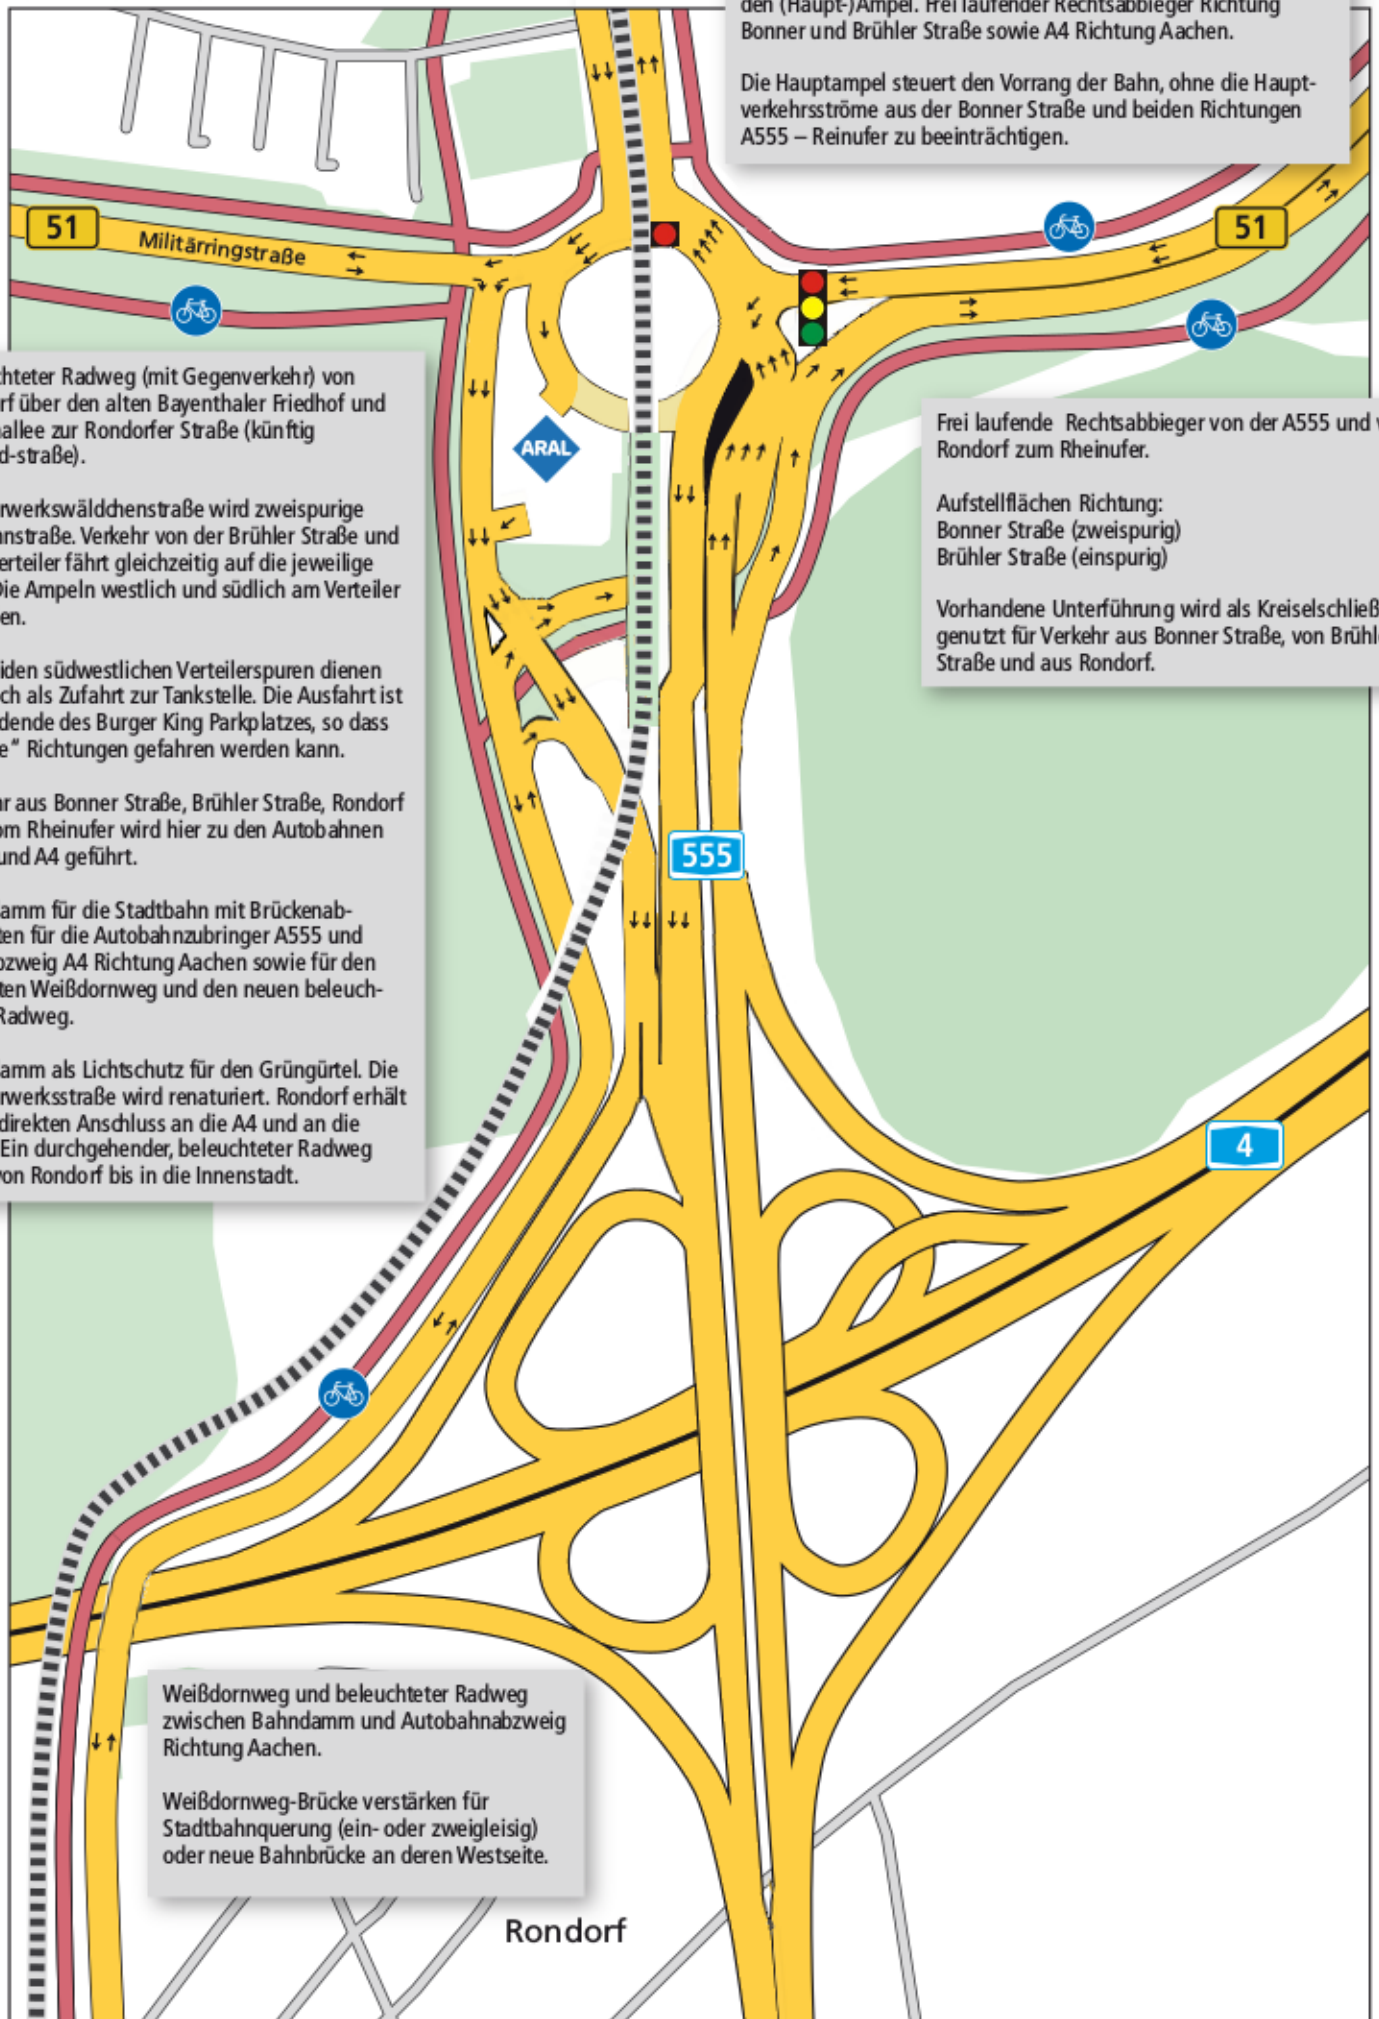 den (Haupt-)Ampel. Frei laufender Rechtsabbieger Richtung
Bonner und Brühler Straße sowie A4 Richtung Aachen.
Die Hauptampel steuert den Vorrang der Bahn, ohne die Haupt-
verkehrsströme aus der Bonner Straße und beiden Richtungen
A555 – Reinufer zu beeinträchtigen.
51
Militärringstraße
51
ARAL
chteter Radweg (mit Gegenverkehr) von
rf über den alten Bayenthaler Friedhof und
allee zur Rondorfer Straße (künftig
d-straße).
rwerkswäldchenstraße wird zweispurige
nstraße. Verkehr von der Brühler Straße und
erteiler fährt gleichzeitig auf die jeweilige
Die Ampeln westlich und südlich am Verteiler
en.
iden südwestlichen Verteilerspuren dienen
ch als Zufahrt zur Tankstelle. Die Ausfahrt ist
dende des Burger King Parkplatzes, so dass
e“ Richtungen gefahren werden kann.
hr aus Bonner Straße, Brühler Straße, Rondorf
om Rheinufer wird hier zu den Autobahnen
und A4 geführt.
amm für die Stadtbahn mit Brückenab-
ten für die Autobahnzubringer A555 und
bzweig A4 Richtung Aachen sowie für den
ten Weißdornweg und den neuen beleuch-
Radweg.
amm als Lichtschutz für den Grüngürtel. Die
rwerksstraße wird renaturiert. Rondorf erhält
direkten Anschluss an die A4 und an die
Ein durchgehender, beleuchteter Radweg
von Rondorf bis in die Innenstadt.
Frei laufende Rechtsabbieger von der A555 und v
Rondorf zum Rheinufer.
Aufstellflächen Richtung:
Bonner Straße (zweispurig)
Brühler Straße (einspurig)
Vorhandene Unterführung wird als Kreiselschließ
genutzt für Verkehr aus Bonner Straße, von Brühl
Straße und aus Rondorf.
555
4
Weißdornweg und beleuchteter Radweg
zwischen Bahndamm und Autobahnabzweig
Richtung Aachen.
Weißdornweg-Brücke verstärken für
Stadtbahnquerung (ein- oder zweigleisig)
oder neue Bahnbrücke an deren Westseite.
Rondorf